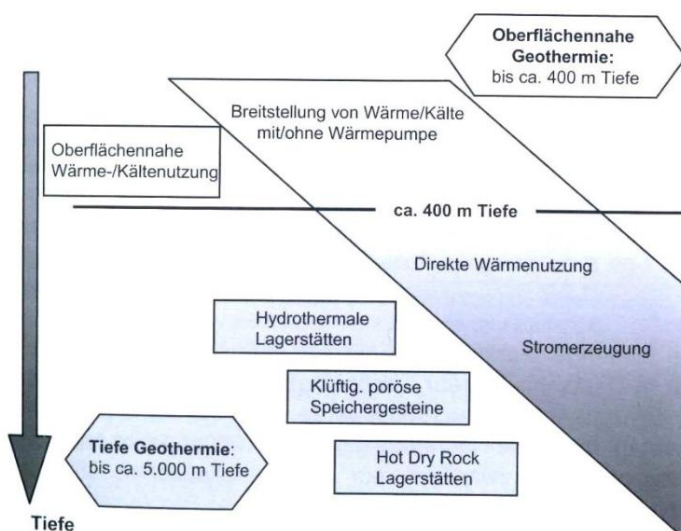 Oberflächennahe
Geothermie:
bis ca. 400 m Tiefe
Breitstellung von Wärme/Kälte
mit/ohne Wärmepumpe
Oberflächennahe
Wärme-/Kältenutzung
ca. 400 m Tiefe
Direkte Wärmenutzung
Hydrothermale
Lagerstätten
Stromerzeugung
Klüftig. poröse
Speichergesteine
Tiefe Geothermie:
bis ca. 5.000 m Tiefe
Hot Dry Rock
Lagerstätten
Tiefe